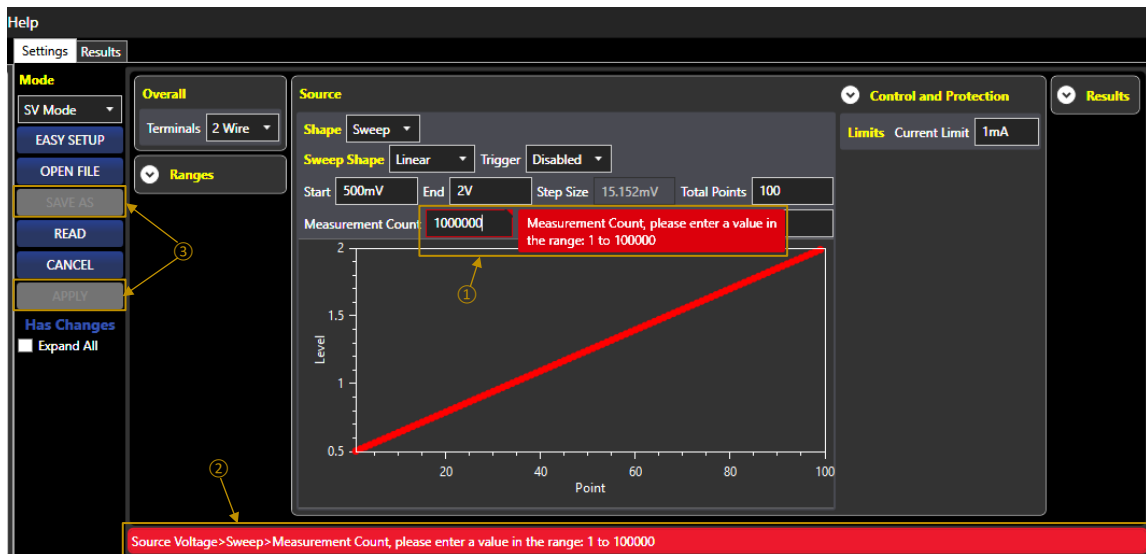 Help
Settings Results
Mode
SV Mode
EASY SETUP
OPEN FILE
SAVE AS
READ
CANCEL
APPLY
Has Changes
Expand All
Overall
Terminals 2 Wire
Ranges
Source
Shape Sweep
Sweep Shape Linear Trigger Disabled
Start 500mV End 2V Step Size 15.152mV Total Points 100
Measurement Count 1000000
Measurement Count, please enter a value in
the range: 1 to 100000
①
②
③
2
1.5
1
0.5
Level
20 40 60 80 100
Point
Control and Protection
Limits Current Limit 1mA
Results
Source Voltage>Sweep>Measurement Count, please enter a value in the range: 1 to 100000